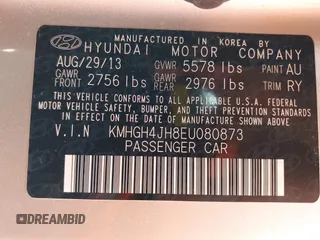 MANUFACTURED IN KOREA BY
HYUNDAI MOTOR COMPANY
AUG/29/13 GVWR 5578 lbs PAINT AU
GAWR FRONT 2756 lbs GAWR REAR 2976 lbs TRIM RY
THIS VEHICLE CONFORMS TO ALL APPLICABLE U.S.A. FEDERAL
MOTOR VEHICLE SAFETY, BUMPER, AND THEFT PREVENTION
STANDARDS IN EFFECT ON THE DATE OF MANUFACTURE SHOWN ABOVE.
V.I.N KMHGH4JH8EU080873
PASSENGER CAR
DREAMBID